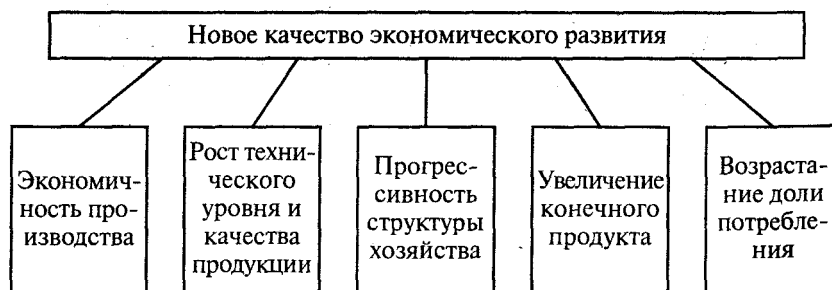 Новое качество экономического развития
Экономич-
ность про-
изводства
Рост техни-
ческого
уровня и
качества
продукции
Прогрес-
сивность
структуры
хозяйства
Увеличение
конечного
продукта
Возраста-
ние доли
потребле-
ния